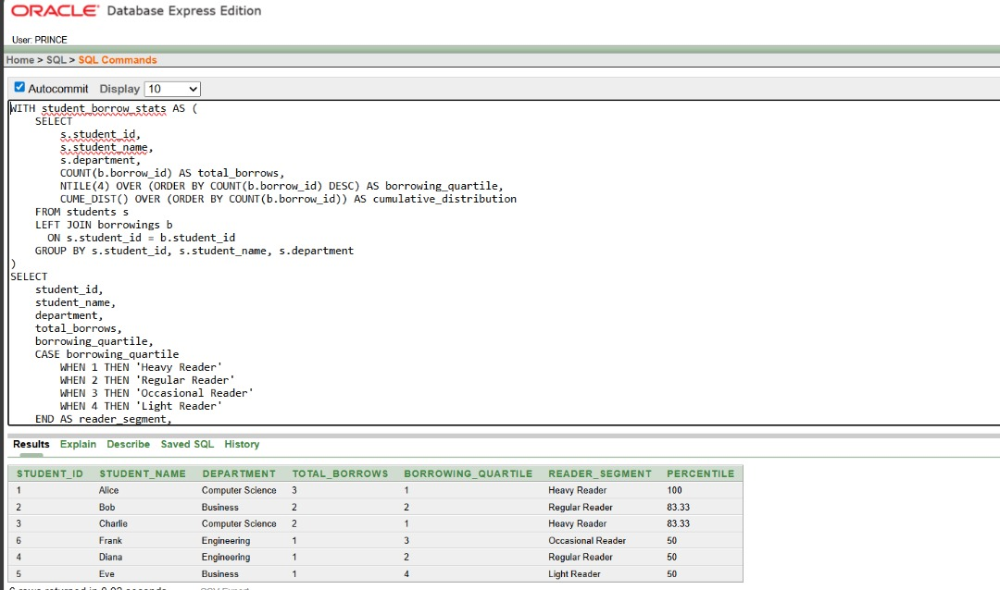 ORACLE® Database Express Edition
User: PRINCE
Home > SQL > SQL Commands
Autocommit Display 10
WITH student_borrow_stats AS (
    SELECT
        s.student_id,
        s.student_name,
        s.department,
        COUNT(b.borrow_id) AS total_borrows,
        NTILE(4) OVER (ORDER BY COUNT(b.borrow_id) DESC) AS borrowing_quartile,
        CUME_DIST() OVER (ORDER BY COUNT(b.borrow_id)) AS cumulative_distribution
    FROM students s
    LEFT JOIN borrowings b
      ON s.student_id = b.student_id
    GROUP BY s.student_id, s.student_name, s.department
)
SELECT
    student_id,
    student_name,
    department,
    total_borrows,
    borrowing_quartile,
    CASE borrowing_quartile
        WHEN 1 THEN 'Heavy Reader'
        WHEN 2 THEN 'Regular Reader'
        WHEN 3 THEN 'Occasional Reader'
        WHEN 4 THEN 'Light Reader'
    END AS reader_segment,
Results Explain Describe Saved SQL History
STUDENT_ID STUDENT_NAME DEPARTMENT TOTAL_BORROWS BORROWING_QUARTILE READER_SEGMENT PERCENTILE
1 Alice Computer Science 3 1 Heavy Reader 100
2 Bob Business 2 2 Regular Reader 83.33
3 Charlie Computer Science 2 1 Heavy Reader 83.33
6 Frank Engineering 1 3 Occasional Reader 50
4 Diana Engineering 1 2 Regular Reader 50
5 Eve Business 1 4 Light Reader 50